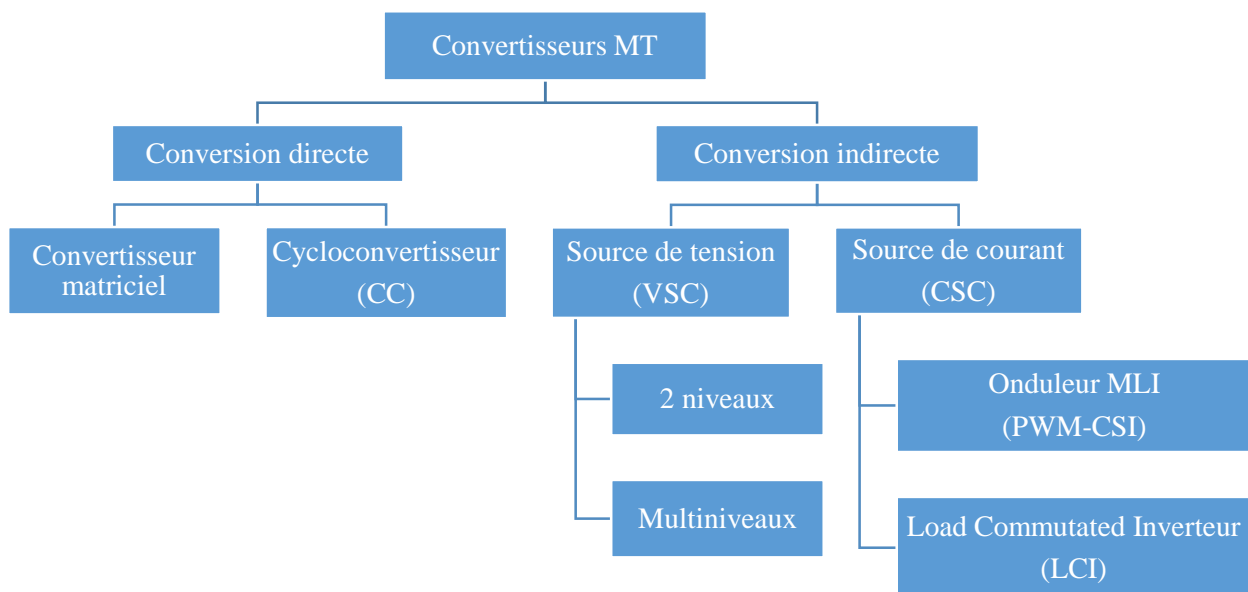 Convertisseurs MT
Conversion directe
Conversion indirecte
Convertisseur
matriciel
Cycloconvertisseur
(CC)
Source de tension
(VSC)
Source de courant
(CSC)
2 niveaux
Multiniveaux
Onduleur MLI
(PWM-CSI)
Load Commutated Inverteur
(LCI)